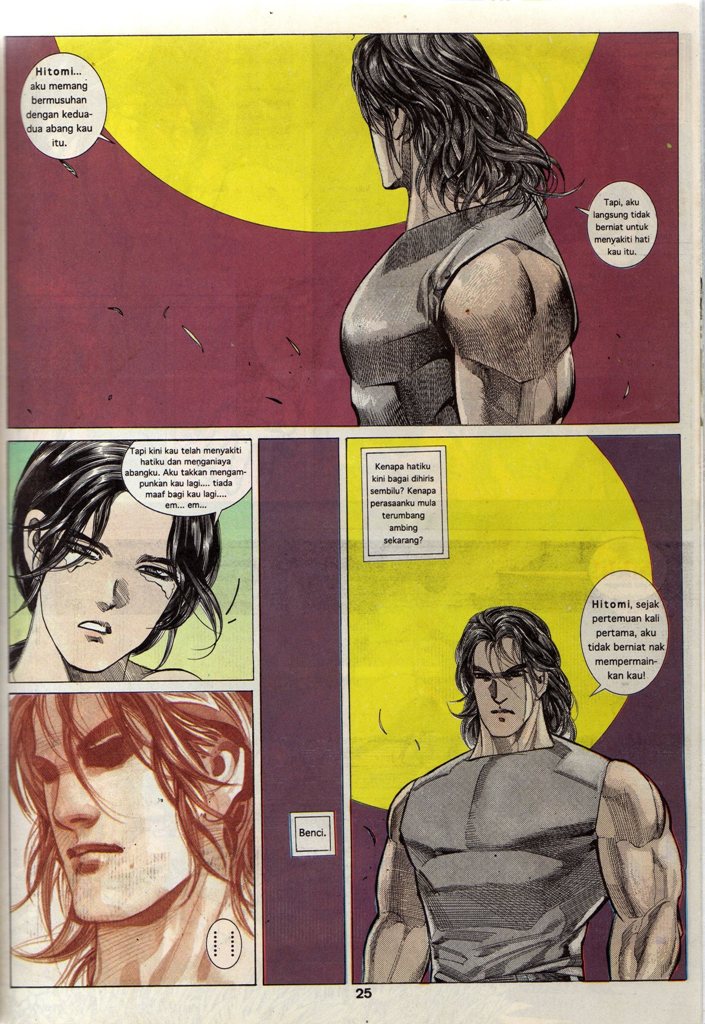 Hitomi...
aku memang
bermusuhan
dengan kedua-
dua abang kau
itu.
Tapi, aku
langsung tidak
berniat untuk
menyakiti hati
kau itu.
Tapi kini kau telah menyakiti
hatiku dan menganiaya
abangku. Aku takkan mengam-
punkan kau lagi.... tiada
maaf bagi kau lagi....
em... em...
Kenapa hatiku
kini bagai dihiris
sembilu? Kenapa
perasaanku mula
terumbang
ambing
sekarang?
Hitomi, sejak
pertemuan kali
pertama, aku
tidak berniat nak
mempermain-
kan kau!
Benci.
25